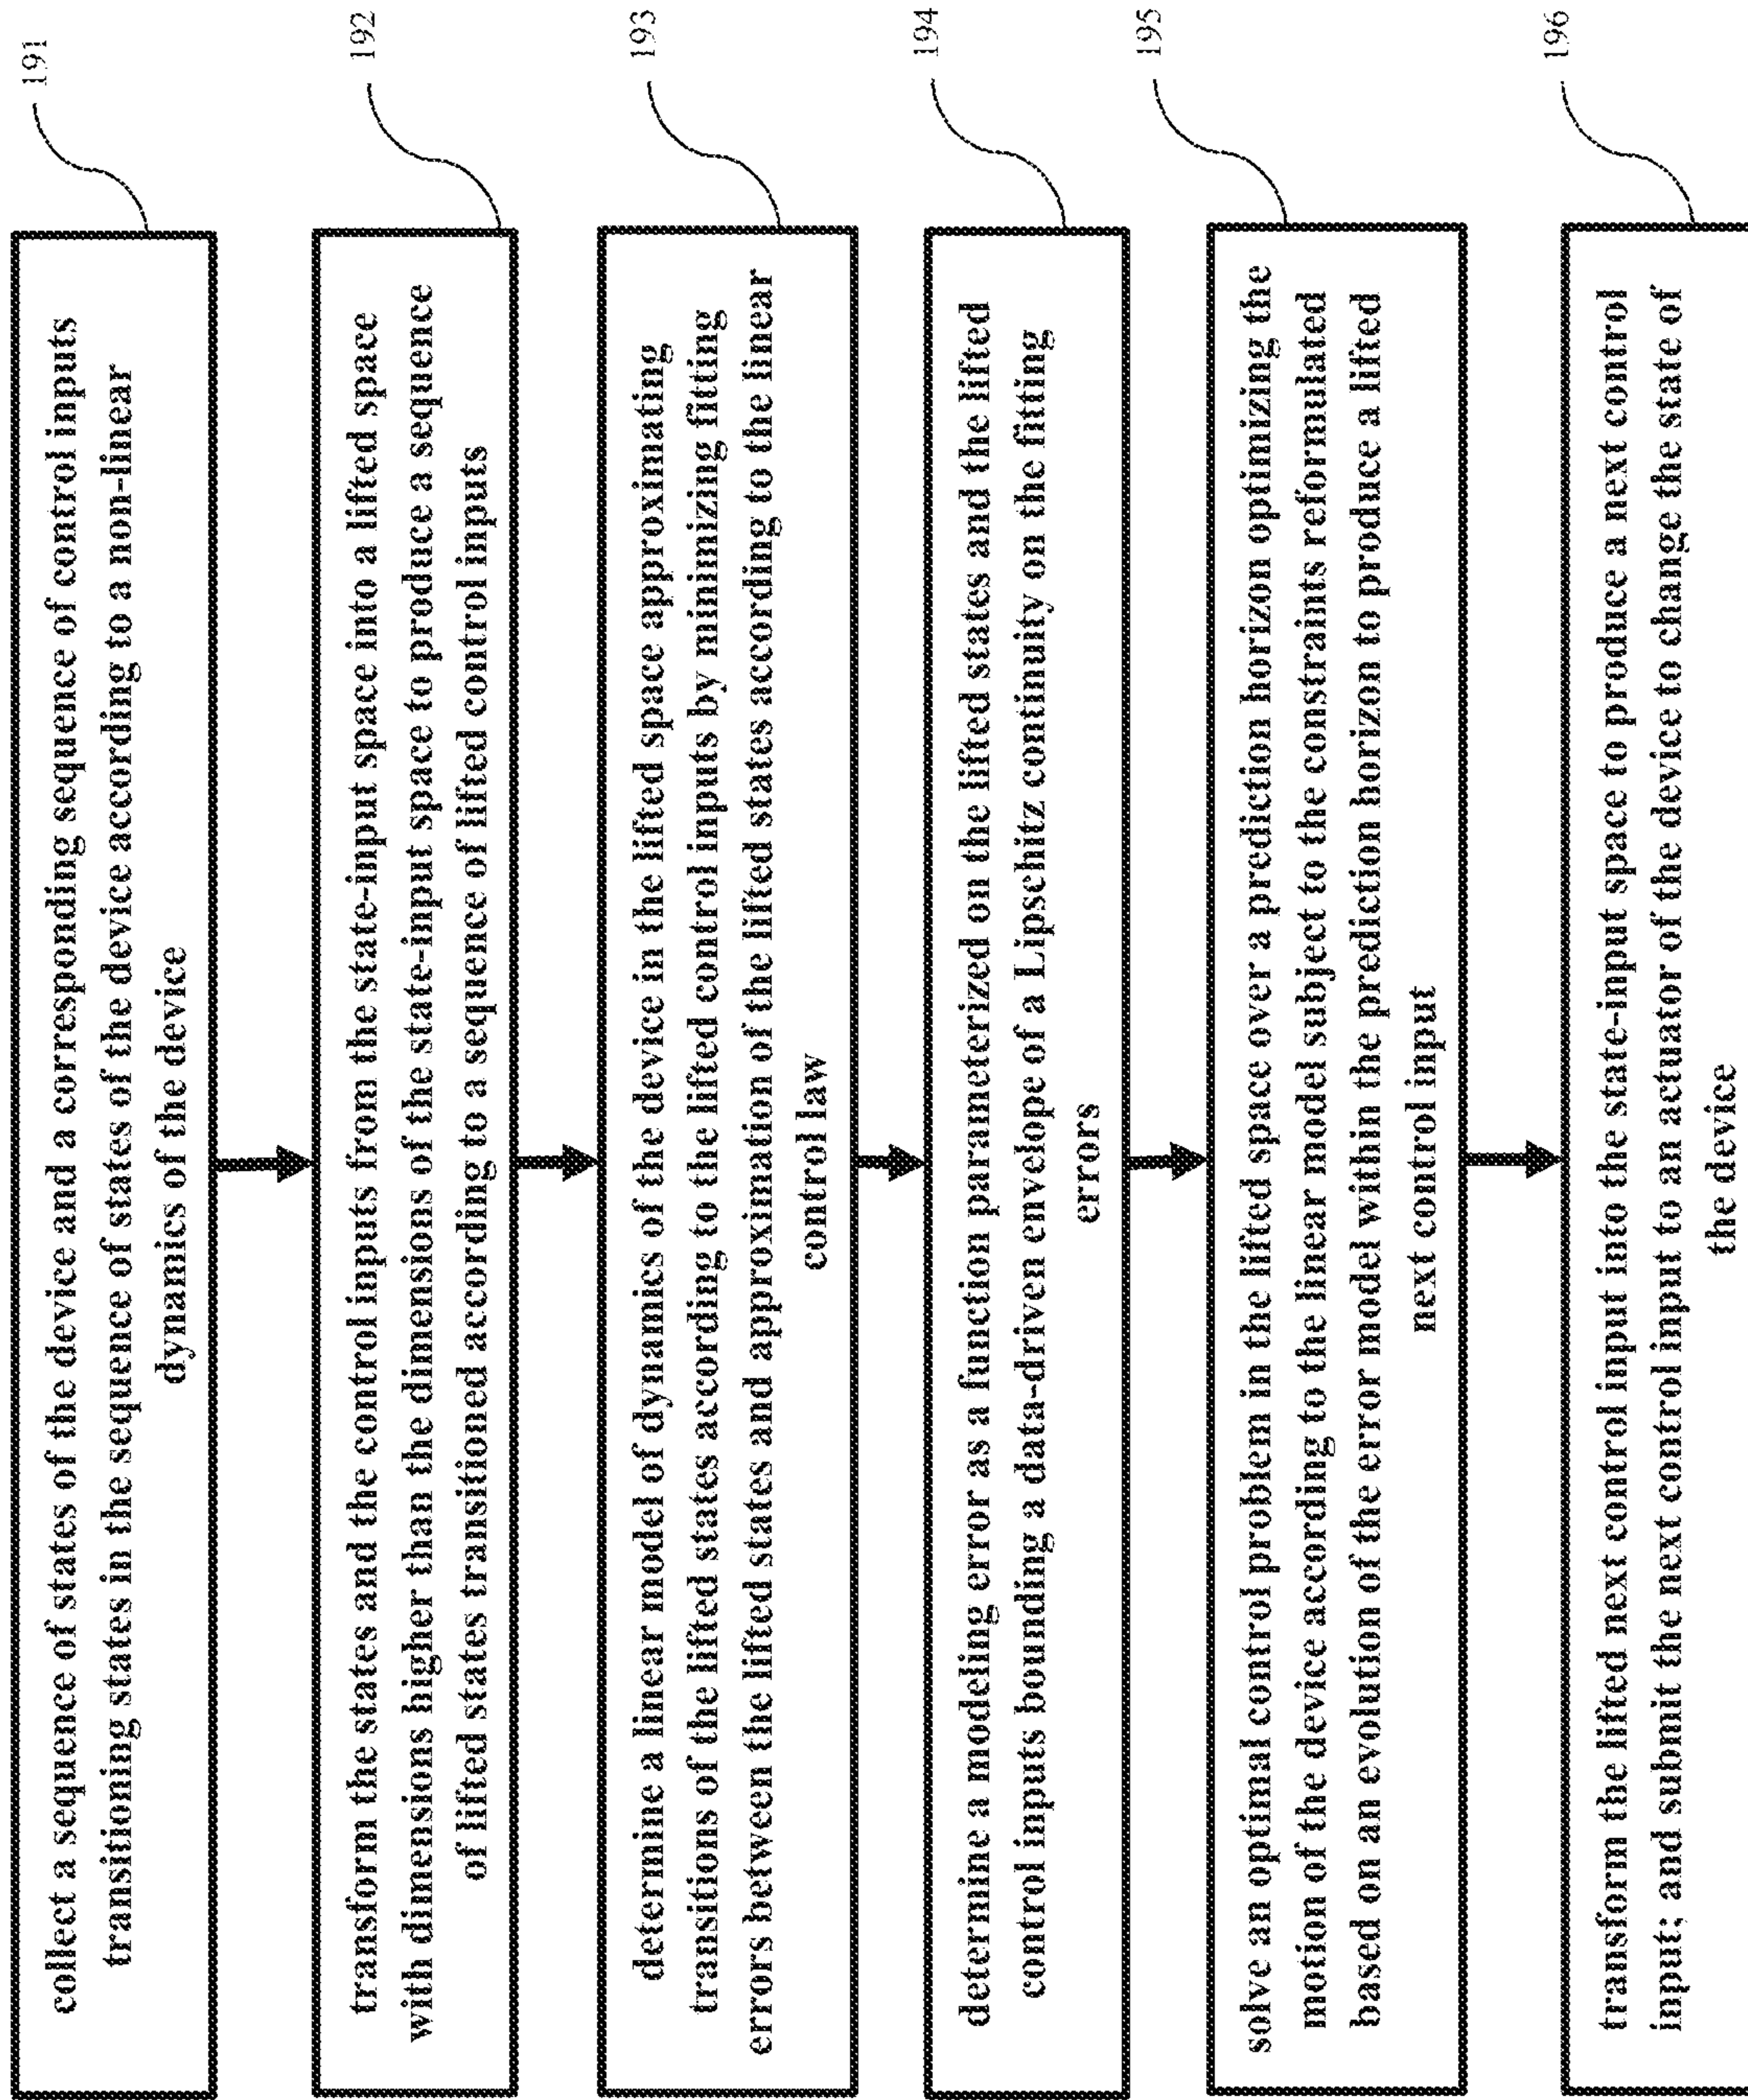 191
collect a sequence of states of the device and a corresponding sequence of control inputs
transitioning states in the sequence of states of the device according to a non-linear
dynamics of the device
192
transform the states and the control inputs from the state-input space into a lifted space
with dimensions higher than the dimensions of the state-input space to produce a sequence
of lifted states transitioned according to a sequence of lifted control inputs
193
determine a linear model of dynamics of the device in the lifted space approximating
transitions of the lifted states according to the lifted control inputs by minimizing fitting
errors between the lifted states and approximation of the lifted states according to the linear
control law
194
determine a modeling error as a function parameterized on the lifted states and the lifted
control inputs bounding a data-driven envelope of a Lipschitz continuity on the fitting
errors
195
solve an optimal control problem in the lifted space over a prediction horizon optimizing the
motion of the device according to the linear model subject to the constraints reformulated
based on an evolution of the error model within the prediction horizon to produce a lifted
next control input
196
transform the lifted next control input into the state-input space to produce a next control
input; and submit the next control input to an actuator of the device to change the state of
the device